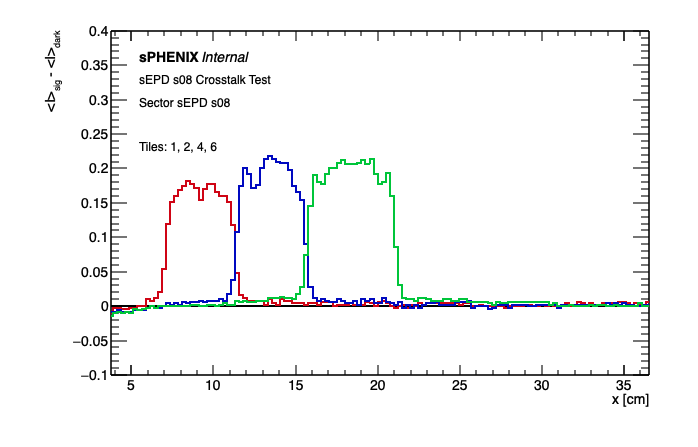 <I>sig - <I>dark
0.4
0.35
0.3
0.25
0.2
0.15
0.1
0.05
0
−0.05
−0.1
sPHENIX Internal
sEPD s08 Crosstalk Test
Sector sEPD s08
Tiles: 1, 2, 4, 6
5 10 15 20 25 30 35
x [cm]